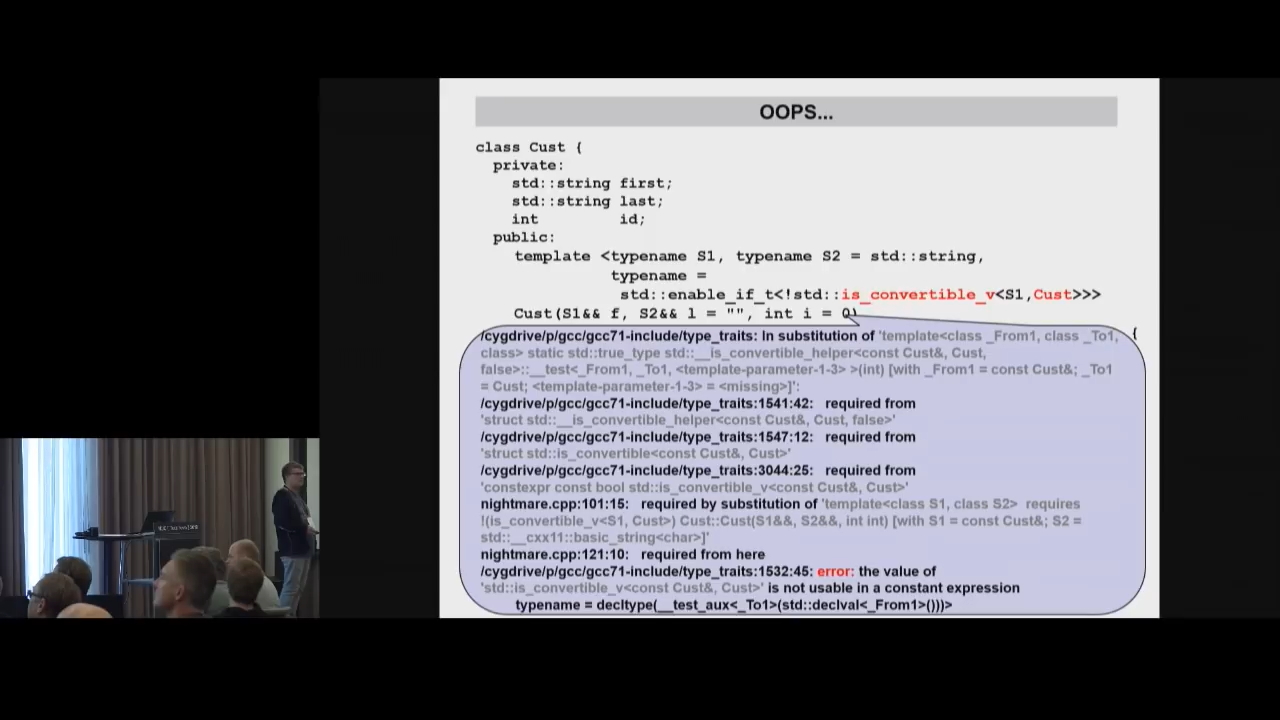 OOPS...
class Cust {
private:
std::string first;
std::string last;
int id;
public:
template <typename S1, typename S2 = std::string,
typename =
std::enable_if_t<!std::is_convertible_v<S1,Cust>>>
Cust(S1&& f, S2&& l = "", int i = 0)
{
/cygdrive/p/gcc/gcc71-include/type_traits: In substitution of 'template<class _From1, class _To1,
class> static std::true_type std::__is_convertible_helper<const Cust&, Cust,
false>::__test<_From1, _To1, <template-parameter-1-3> >(int) [with _From1 = const Cust&; _To1
= Cust; <template-parameter-1-3> = <missing>]':
/cygdrive/p/gcc/gcc71-include/type_traits:1541:42: required from
'struct std::__is_convertible_helper<const Cust&, Cust, false>'
/cygdrive/p/gcc/gcc71-include/type_traits:1547:12: required from
'struct std::is_convertible<const Cust&, Cust>'
/cygdrive/p/gcc/gcc71-include/type_traits:3044:25: required from
'constexpr const bool std::is_convertible_v<const Cust&, Cust>'
nightmare.cpp:101:15: required by substitution of 'template<class S1, class S2> requires
!(is_convertible_v<S1, Cust>) Cust::Cust(S1&&, S2&&, int int) [with S1 = const Cust&; S2 =
std::__cxx11::basic_string<char>]'
nightmare.cpp:121:10: required from here
/cygdrive/p/gcc/gcc71-include/type_traits:1532:45: error: the value of
'std::is_convertible_v<const Cust&, Cust>' is not usable in a constant expression
typename = decltype(__test_aux<_To1>(std::declval<_From1>()))>